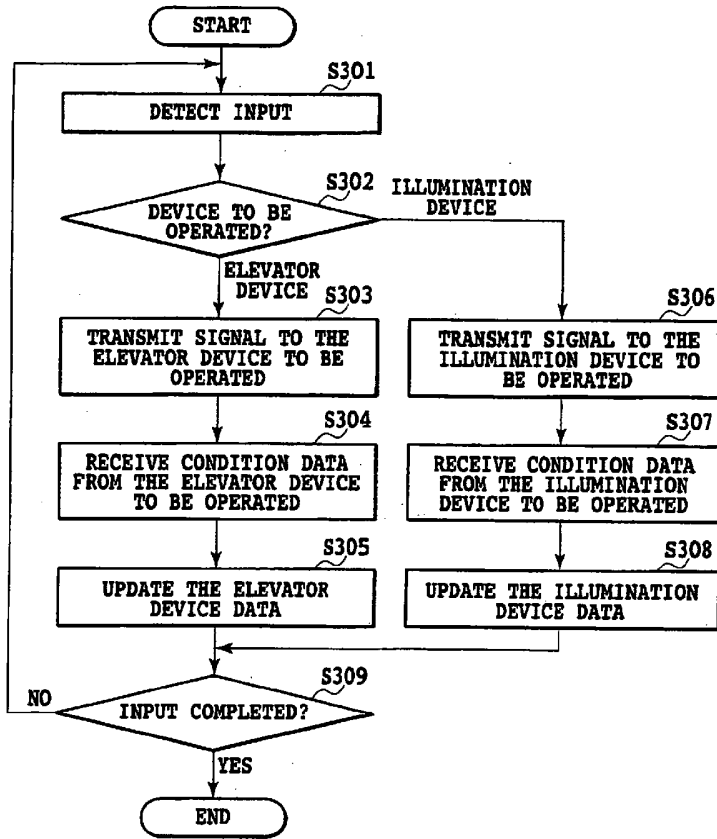 START
S301
DETECT INPUT
S302
DEVICE TO BE
OPERATED?
ILLUMINATION
DEVICE
ELEVATOR
DEVICE
S303
TRANSMIT SIGNAL TO THE
ELEVATOR DEVICE TO BE
OPERATED
S304
RECEIVE CONDITION DATA
FROM THE ELEVATOR DEVICE
TO BE OPERATED
S305
UPDATE THE ELEVATOR
DEVICE DATA
S306
TRANSMIT SIGNAL TO THE
ILLUMINATION DEVICE TO
BE OPERATED
S307
RECEIVE CONDITION DATA
FROM THE ILLUMINATION
DEVICE TO BE OPERATED
S308
UPDATE THE ILLUMINATION
DEVICE DATA
S309
INPUT COMPLETED?
NO
YES
END